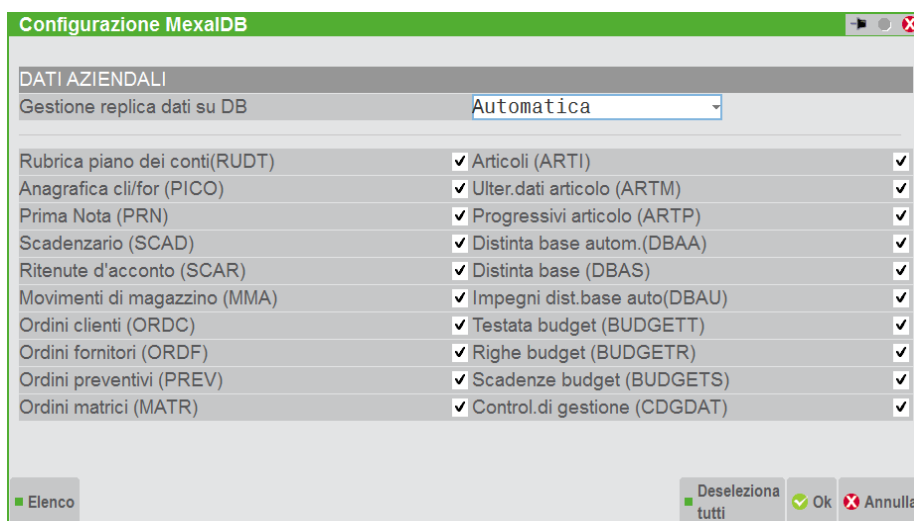 Configurazione MexalDB
DATI AZIENDALI
Gestione replica dati su DB
Automatica
Rubrica piano dei conti(RUDT)
Articoli (ARTI)
Anagrafica cli/for (PICO)
Ulter.dati articolo (ARTM)
Prima Nota (PRN)
Progressivi articolo (ARTP)
Scadenzario (SCAD)
Distinta base autom.(DBAA)
Ritenute d'acconto (SCAR)
Distinta base (DBAS)
Movimenti di magazzino (MMA)
Impegni dist.base auto(DBAU)
Ordini clienti (ORDC)
Testata budget (BUDGETT)
Ordini fornitori (ORDF)
Righe budget (BUDGETR)
Ordini preventivi (PREV)
Scadenze budget (BUDGETS)
Ordini matrici (MATR)
Control.di gestione (CDGDAT)
Elenco
Deseleziona
tutti
Ok
Annulla